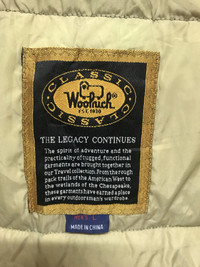 CLASSIC
Woolrich
EST. 1830
CLASSIC
THE LEGACY CONTINUES
The spirit of adventure and the
practicality of rugged, functional
garments are brought together in
our Travel collection. From the rough
pack trails of the American West to
the wetlands of the Chesapeake,
these garments have earned a place
in every outdoorsman's wardrobe.
MADE IN CHINA